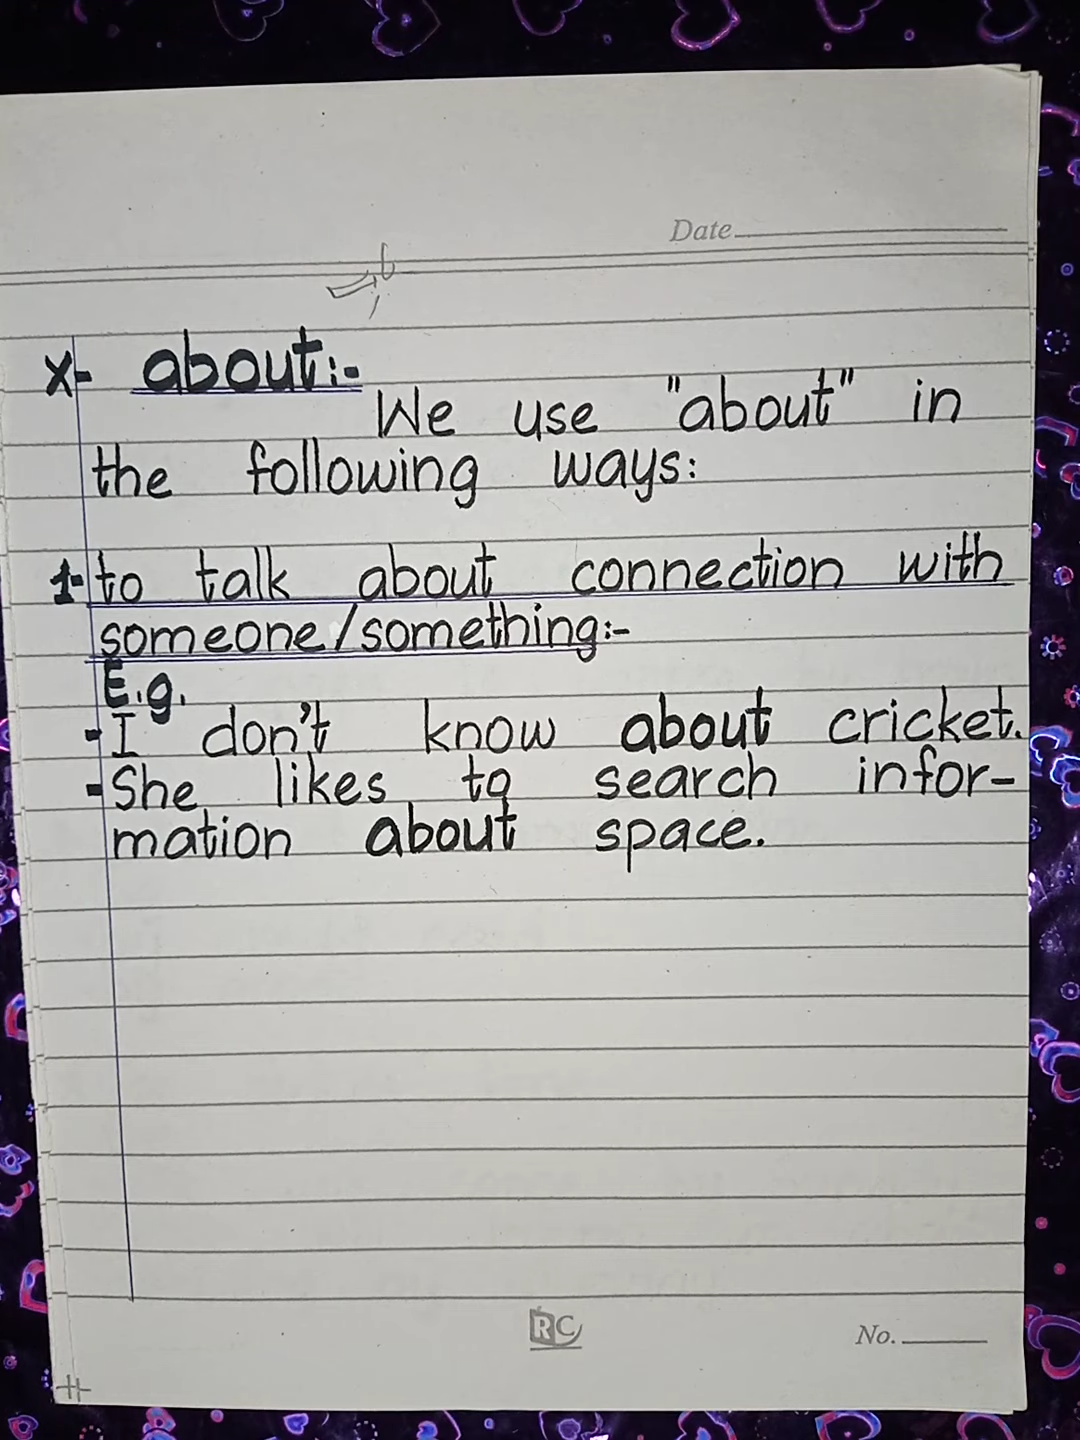 Date
x- about:-
We use "about" in
the following ways:
1- to talk about connection with
someone/something:-
E.g.
- I don't know about cricket.
- She likes to search infor-
mation about space.
RC
No.